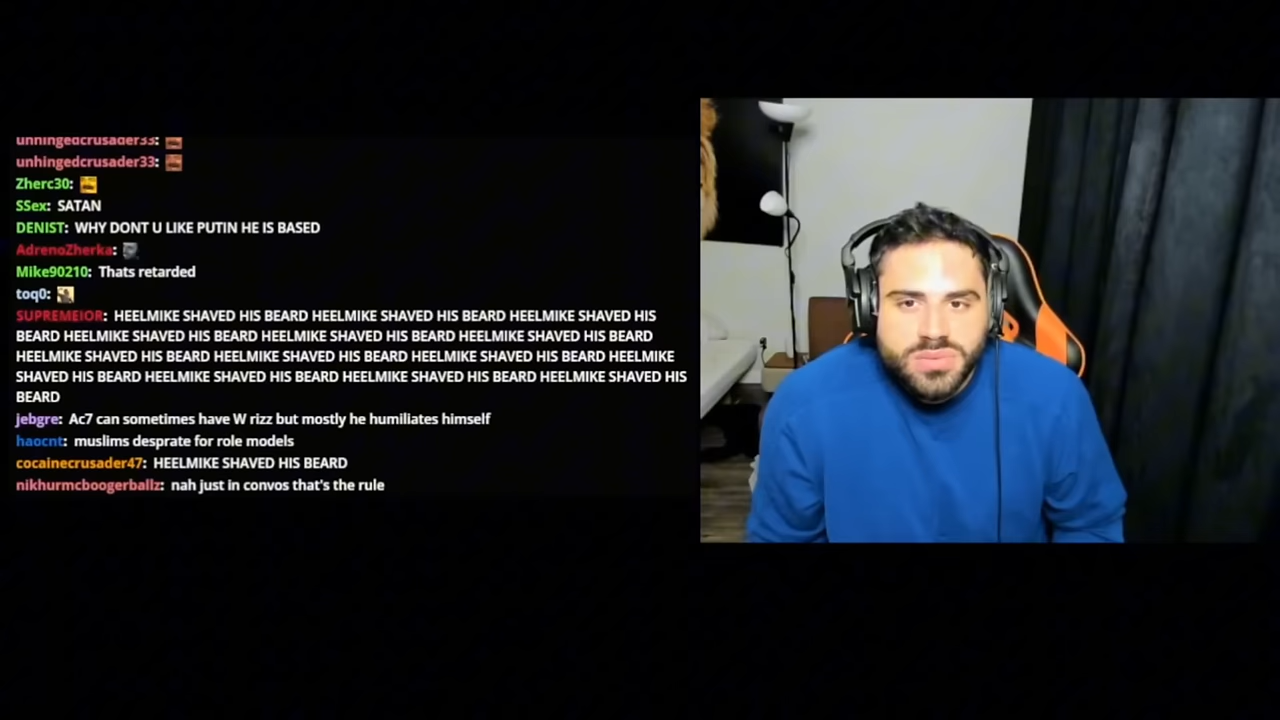 unhingedcrusader33:
unhingedcrusader33:
Zherc30:
SSex: SATAN
DENIST: WHY DONT U LIKE PUTIN HE IS BASED
AdrenoZherka:
Mike90210: Thats retarded
toq0:
SUPREMEIOR: HEELMIKE SHAVED HIS BEARD HEELMIKE SHAVED HIS BEARD HEELMIKE SHAVED HIS
BEARD HEELMIKE SHAVED HIS BEARD HEELMIKE SHAVED HIS BEARD HEELMIKE SHAVED HIS BEARD
HEELMIKE SHAVED HIS BEARD HEELMIKE SHAVED HIS BEARD HEELMIKE SHAVED HIS BEARD HEELMIKE
SHAVED HIS BEARD HEELMIKE SHAVED HIS BEARD HEELMIKE SHAVED HIS BEARD HEELMIKE SHAVED HIS
BEARD
jebgre: Ac7 can sometimes have W rizz but mostly he humiliates himself
haocnt: muslims desprate for role models
cocainecrusader47: HEELMIKE SHAVED HIS BEARD
nikhurmcboogerballz: nah just in convos that's the rule